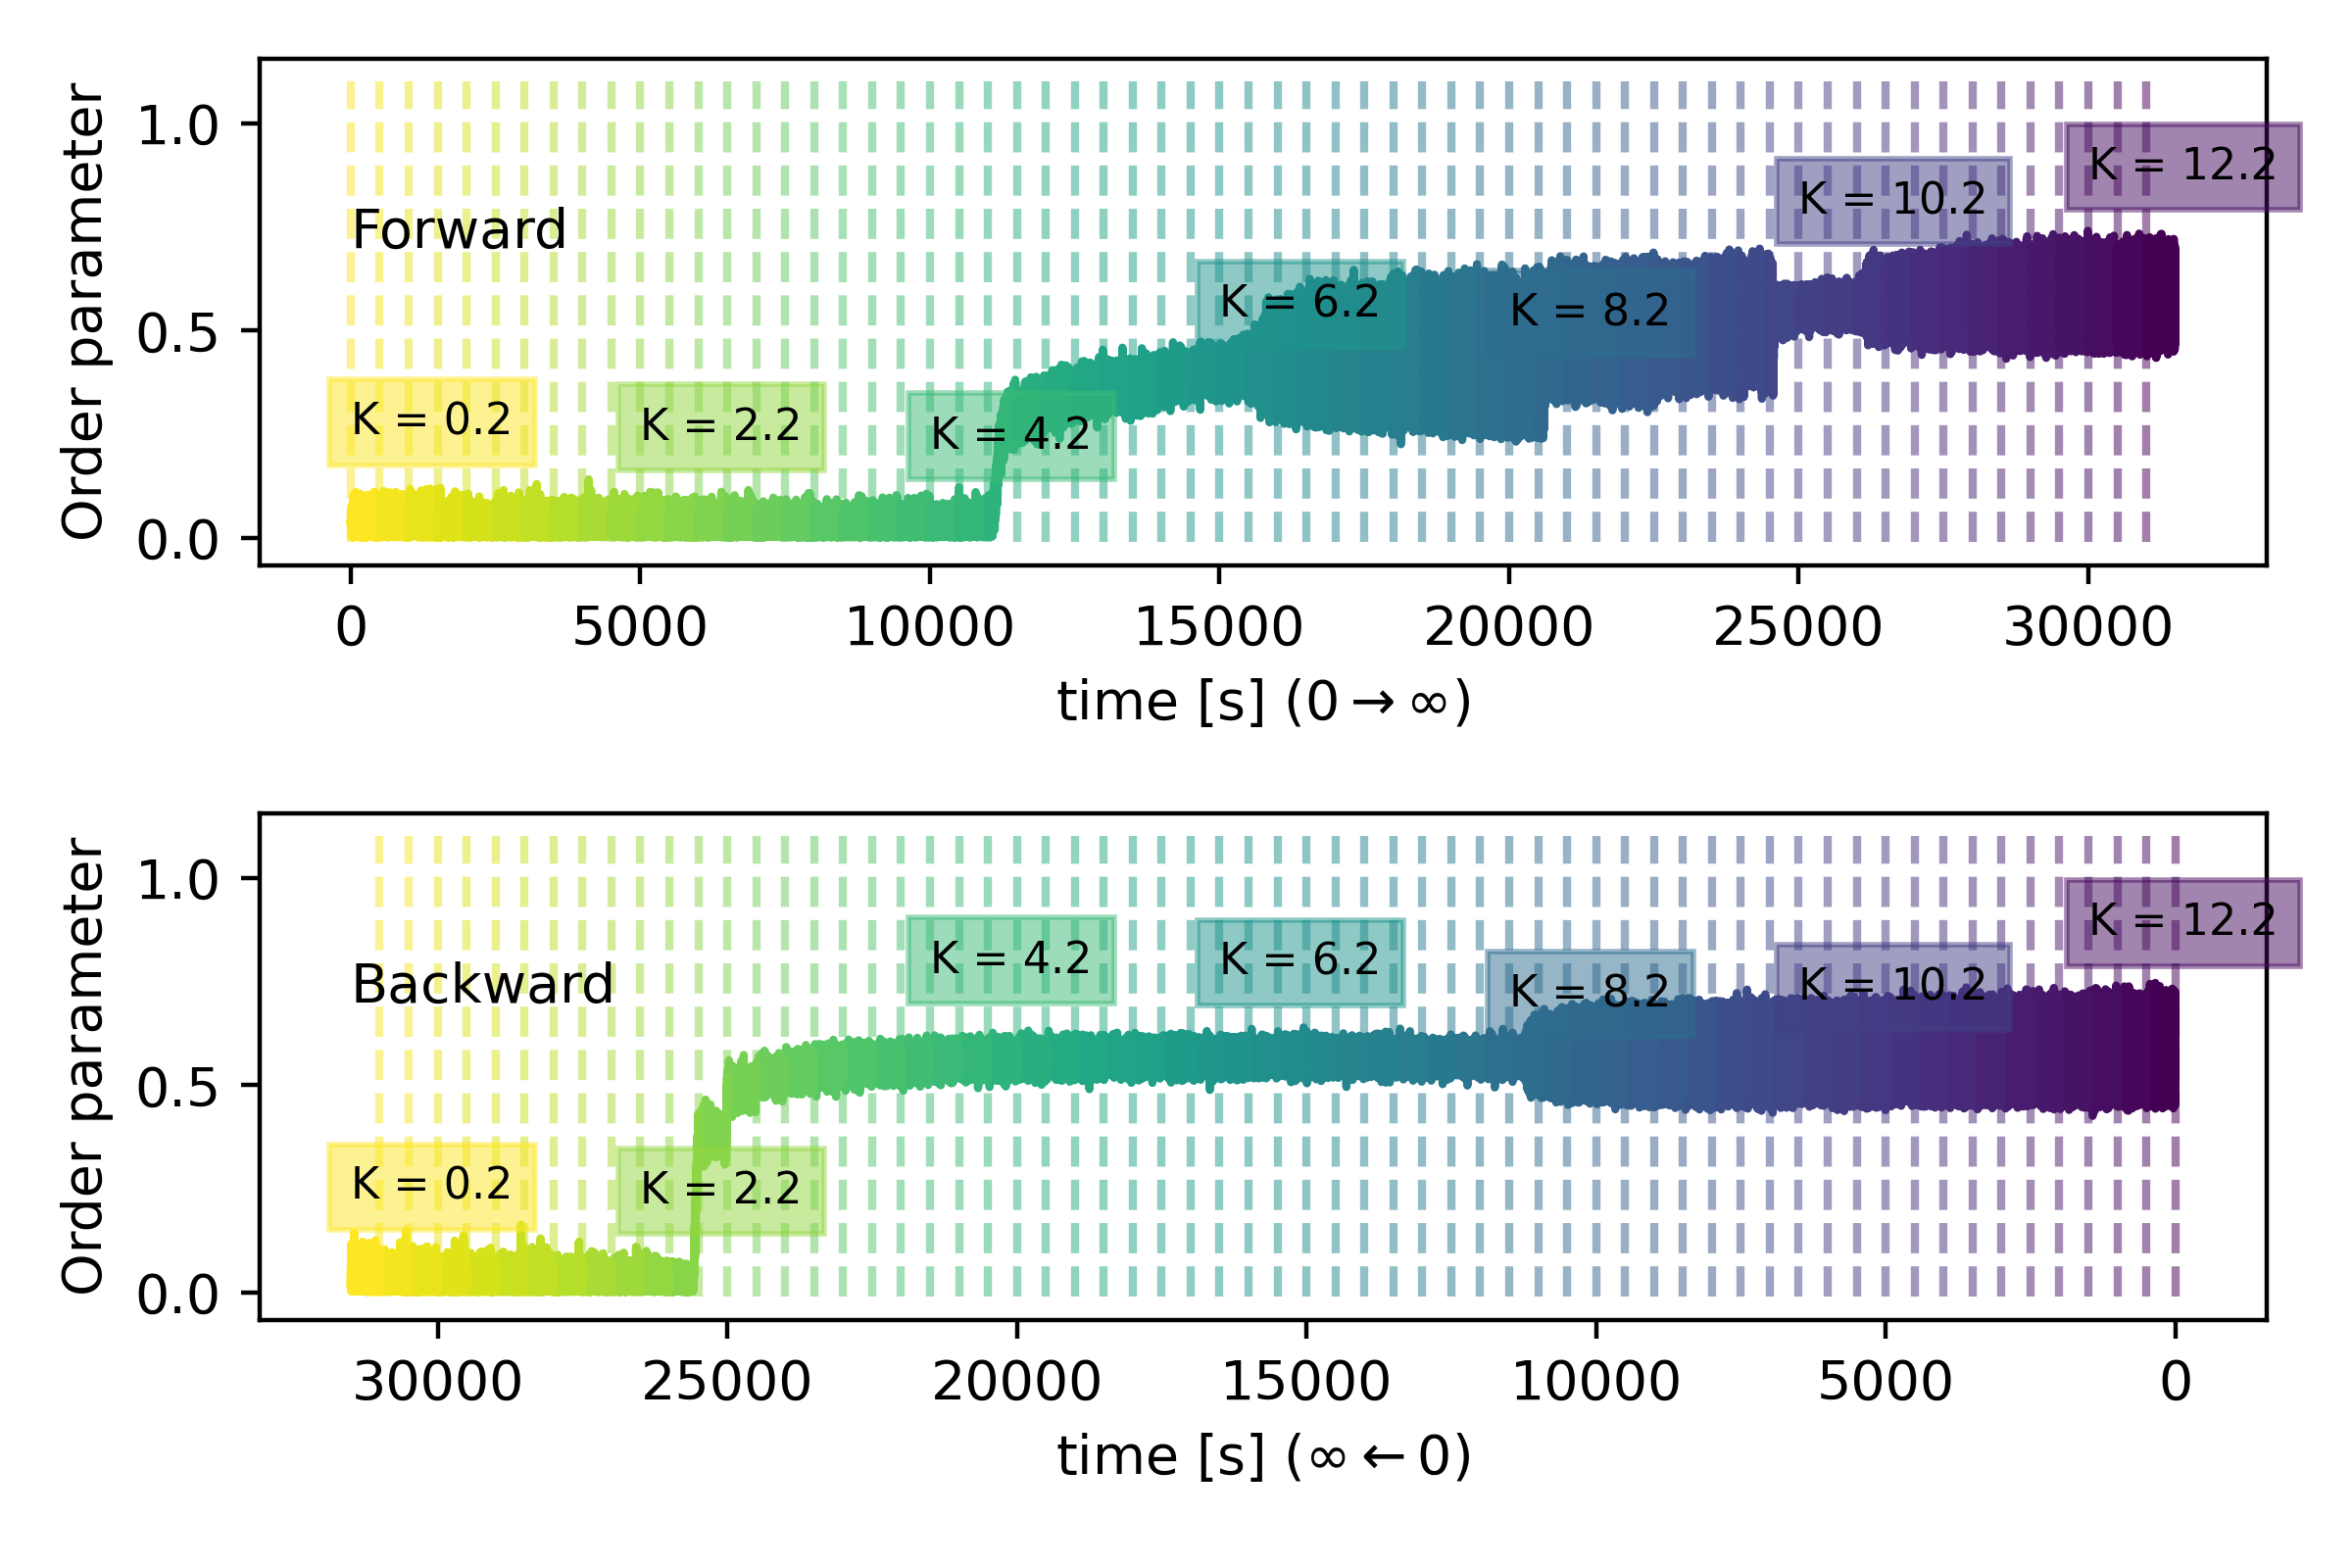 Order parameter
1.0
0.5
0.0
Forward
K = 0.2
K = 2.2
K = 4.2
K = 6.2
K = 8.2
K = 10.2
K = 12.2
0 5000 10000 15000 20000 25000 30000
time [s] (0→∞)
Order parameter
1.0
0.5
0.0
Backward
K = 0.2
K = 2.2
K = 4.2
K = 6.2
K = 8.2
K = 10.2
K = 12.2
30000 25000 20000 15000 10000 5000 0
time [s] (∞←0)